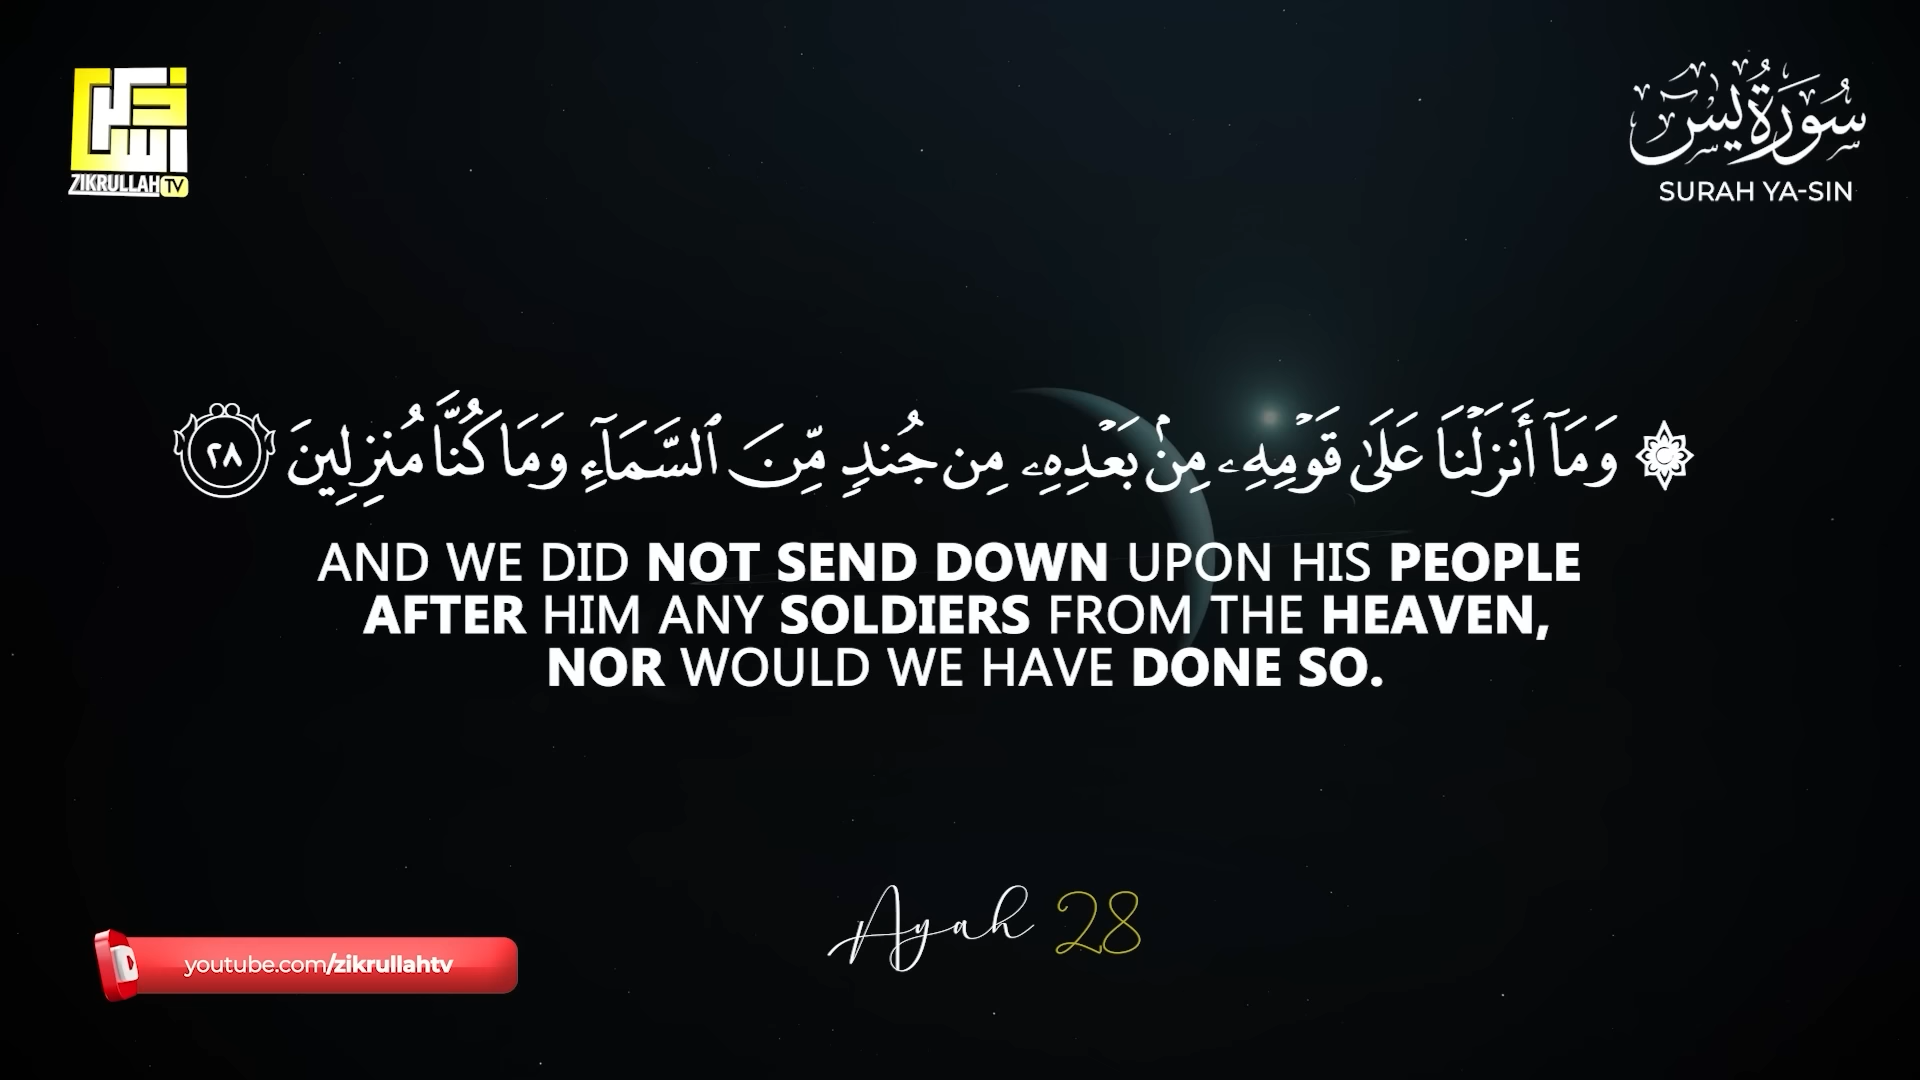 ZIKRULLAH TV
سُورَةُ يسٓ
SURAH YA-SIN
۞ وَمَآ أَنزَلْنَا عَلَىٰ قَوْمِهِۦ مِنۢ بَعْدِهِۦ مِن جُندٍ مِّنَ ٱلسَّمَآءِ وَمَا كُنَّا مُنزِلِينَ ٢٨
AND WE DID NOT SEND DOWN UPON HIS PEOPLE
AFTER HIM ANY SOLDIERS FROM THE HEAVEN,
NOR WOULD WE HAVE DONE SO.
Ayah 28
youtube.com/zikrullahtv